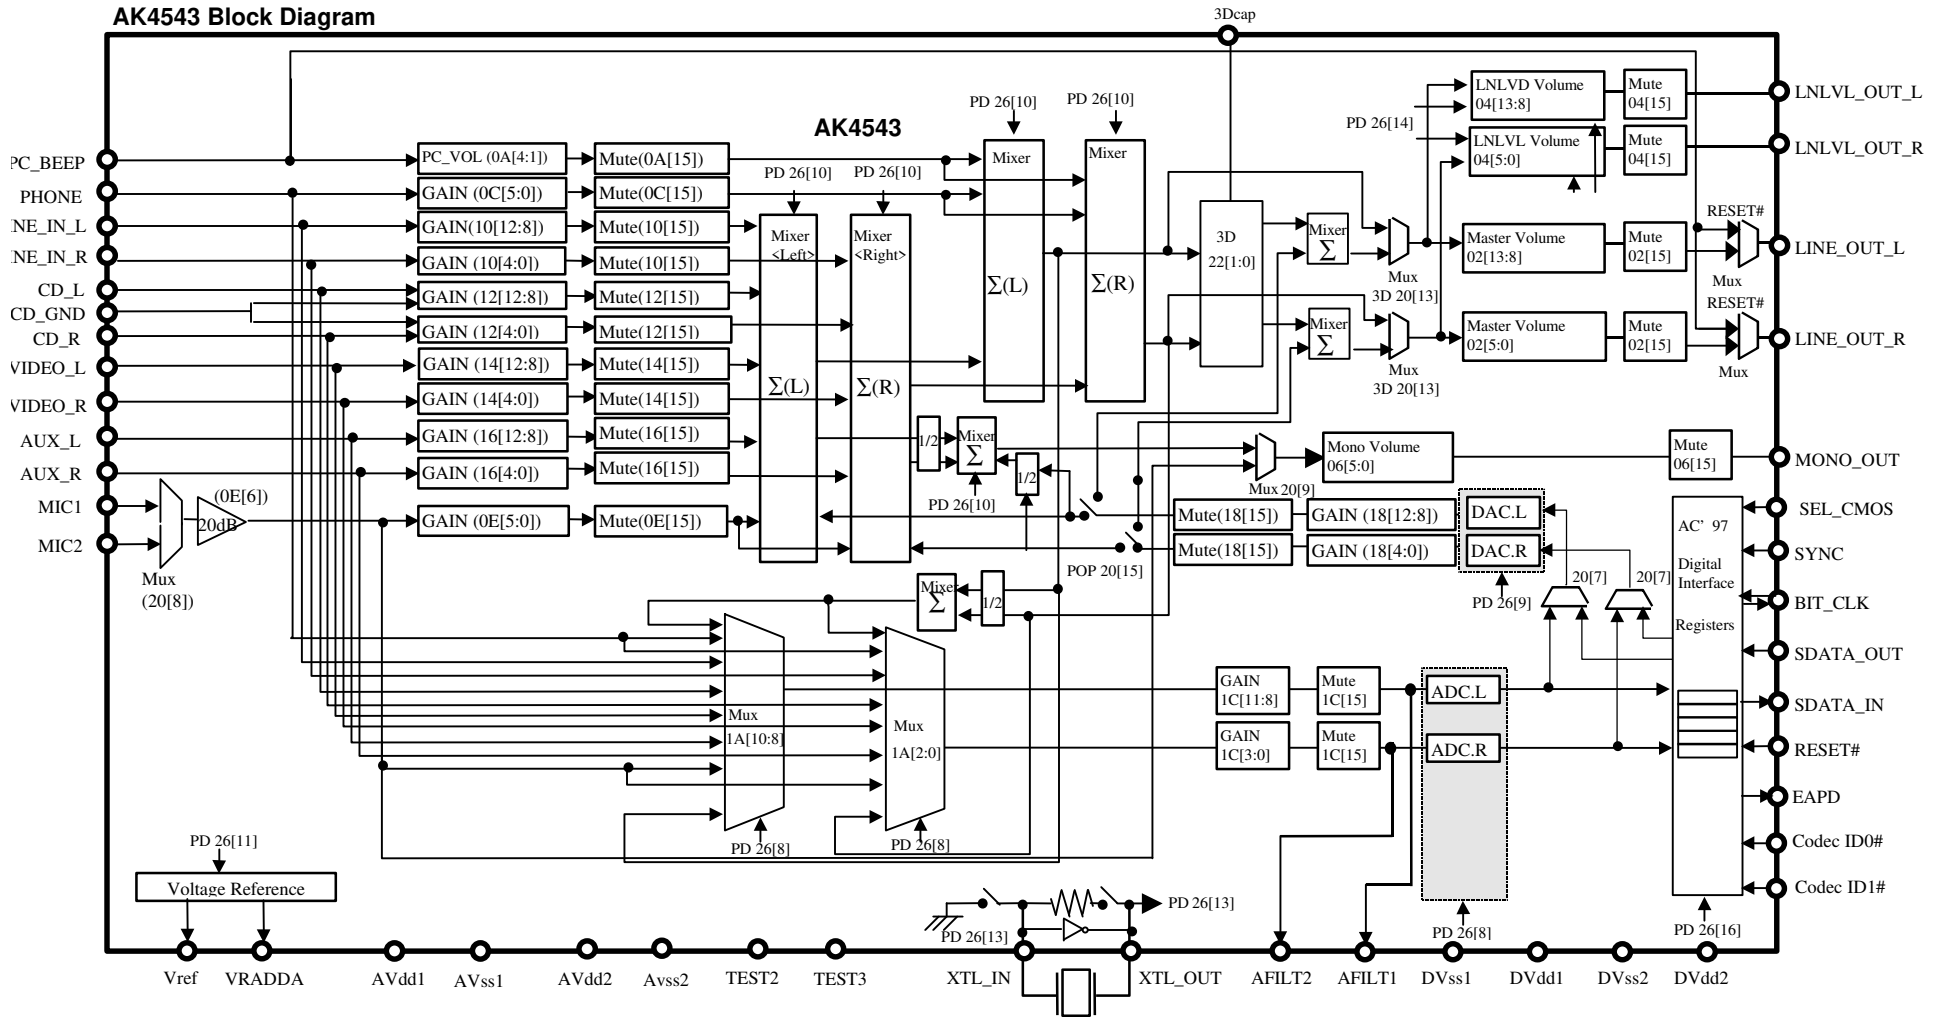 AK4543 Block Diagram
3Dcap
PD 26[10]
PD 26[10]
AK4543
PD 26[10]
PD 26[10]
PC_BEEP
PHONE
NE_IN_L
NE_IN_R
CD_L
CD_GND
CD_R
VIDEO_L
VIDEO_R
AUX_L
AUX_R
MIC1
MIC2
Mux
(20[8])
(0E[6])
20dB
PC_VOL (0A[4:1])
Mute(0A[15])
GAIN (0C[5:0])
Mute(0C[15])
GAIN(10[12:8])
Mute(10[15])
GAIN (10[4:0])
Mute(10[15])
GAIN (12[12:8])
Mute(12[15])
GAIN (12[4:0])
Mute(12[15])
GAIN (14[12:8])
Mute(14[15])
GAIN (14[4:0])
Mute(14[15])
GAIN (16[12:8])
Mute(16[15])
GAIN (16[4:0])
Mute(16[15])
GAIN (0E[5:0])
Mute(0E[15])
Mixer
<Left>
Σ(L)
Mixer
<Right>
Σ(R)
Mixer
Σ(L)
Mixer
Σ(R)
3D
22[1:0]
Mixer
Σ
Mixer
Σ
Mux
3D 20[13]
Mux
3D 20[13]
PD 26[14]
LNLVD Volume
04[13:8]
Mute
04[15]
LNLVL Volume
04[5:0]
Mute
04[15]
Master Volume
02[13:8]
Mute
02[15]
Master Volume
02[5:0]
Mute
02[15]
RESET#
Mux
RESET#
Mux
LNLVL_OUT_L
LNLVL_OUT_R
LINE_OUT_L
LINE_OUT_R
1/2
Mixer
Σ
1/2
PD 26[10]
Mux 20[9]
Mono Volume
06[5:0]
Mute
06[15]
MONO_OUT
Mute(18[15])
GAIN (18[12:8])
DAC.L
Mute(18[15])
GAIN (18[4:0])
DAC.R
POP 20[15]
PD 26[9]
20[7]
20[7]
AC' 97
Digital
Interface
Registers
SEL_CMOS
SYNC
BIT_CLK
SDATA_OUT
SDATA_IN
RESET#
EAPD
Codec ID0#
Codec ID1#
Mixer
Σ
1/2
Mux
1A[10:8]
Mux
1A[2:0]
PD 26[8]
PD 26[8]
GAIN
1C[11:8]
Mute
1C[15]
ADC.L
GAIN
1C[3:0]
Mute
1C[15]
ADC.R
PD 26[11]
Voltage Reference
PD 26[13]
PD 26[13]
PD 26[8]
PD 26[16]
Vref
VRADDA
AVdd1
AVss1
AVdd2
Avss2
TEST2
TEST3
XTL_IN
XTL_OUT
AFILT2
AFILT1
DVss1
DVdd1
DVss2
DVdd2